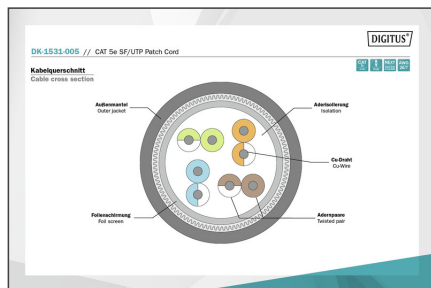 DIGITUS®
DK-1531-005 // CAT 5e SF/UTP Patch Cord
Kabelquerschnitt
Cable cross section
Außenmantel
Outer jacket
Aderisolierung
Isolation
Cu-Draht
Cu-Wire
Folienschirmung
Foil screen
Adernpaare
Twisted pair